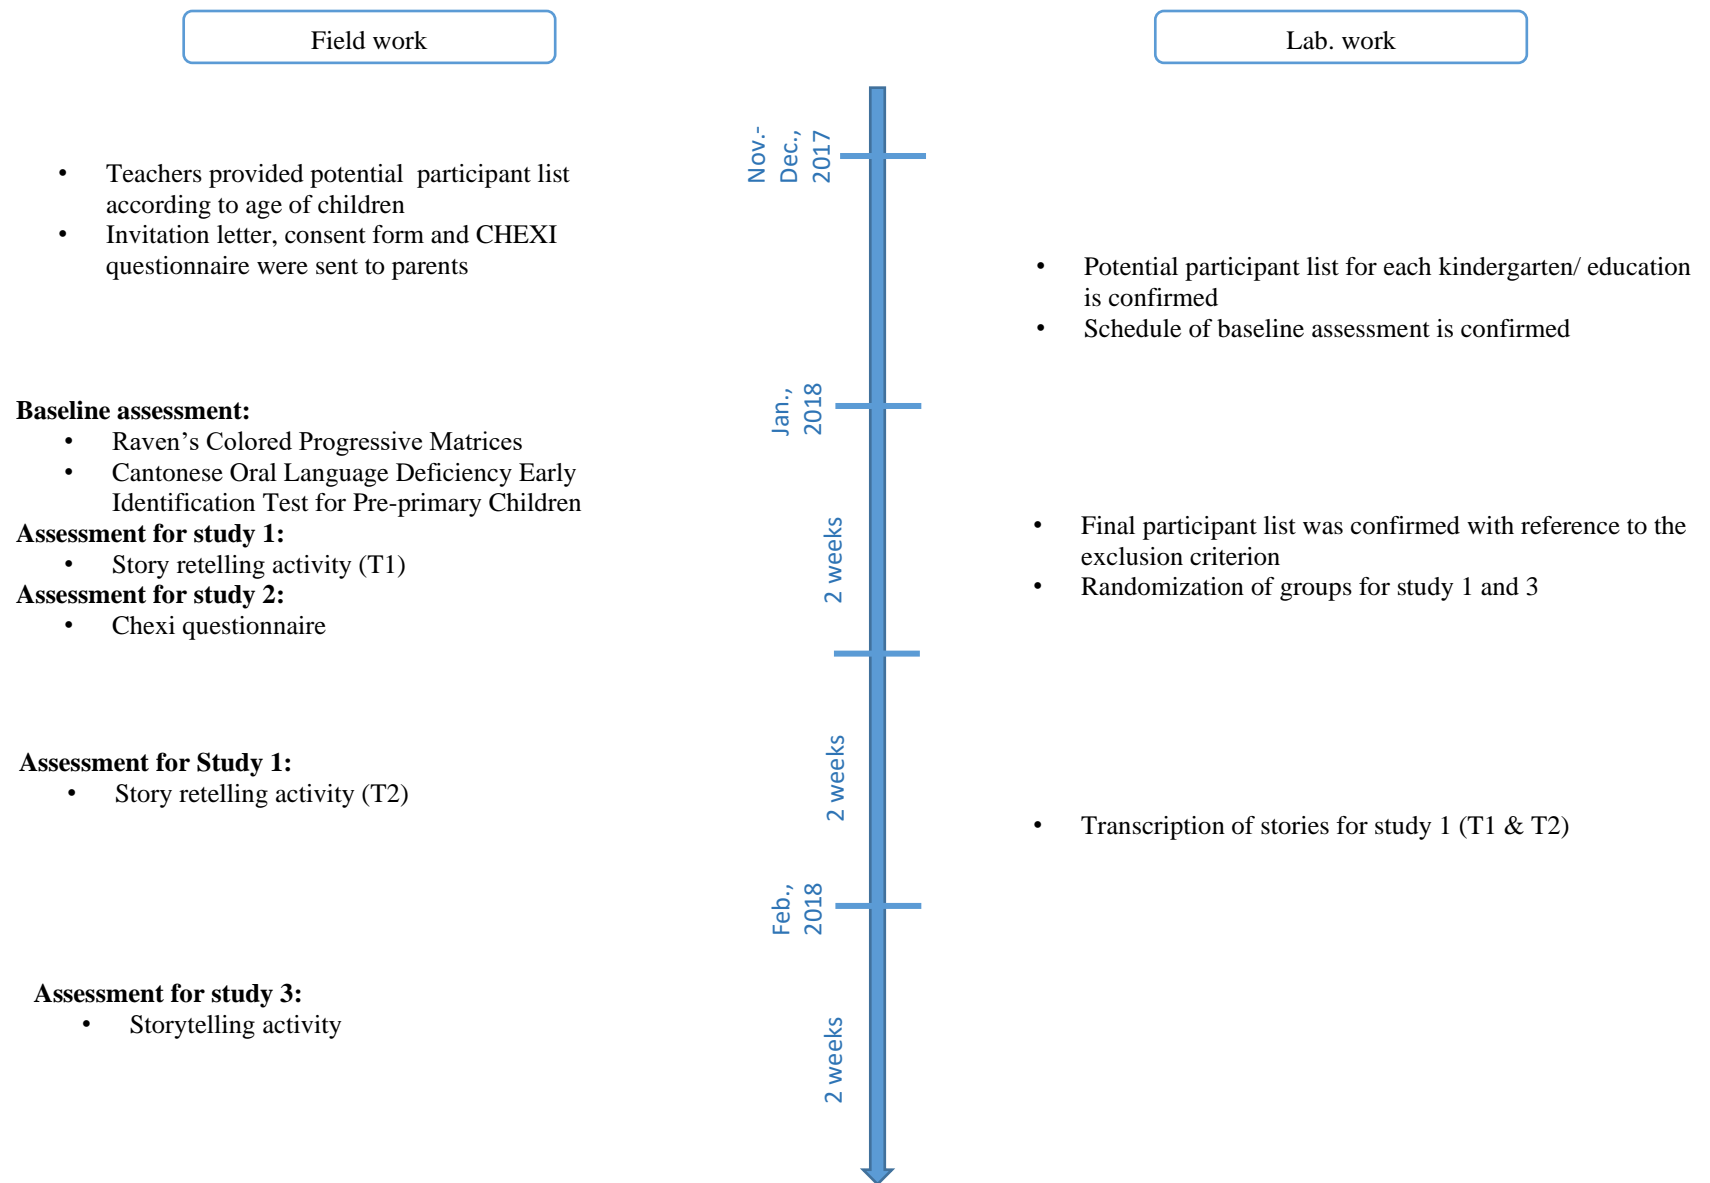 Field work
Lab. work
Nov.-
Dec.,
2017
• Teachers provided potential participant list
according to age of children
• Invitation letter, consent form and CHEXI
questionnaire were sent to parents
• Potential participant list for each kindergarten/ education
is confirmed
• Schedule of baseline assessment is confirmed
Jan.,
2018
Baseline assessment:
• Raven’s Colored Progressive Matrices
• Cantonese Oral Language Deficiency Early
Identification Test for Pre-primary Children
Assessment for study 1:
• Story retelling activity (T1)
Assessment for study 2:
• Chexi questionnaire
2 weeks
• Final participant list was confirmed with reference to the
exclusion criterion
• Randomization of groups for study 1 and 3
Assessment for Study 1:
• Story retelling activity (T2)
2 weeks
• Transcription of stories for study 1 (T1 & T2)
Feb.,
2018
Assessment for study 3:
• Storytelling activity
2 weeks